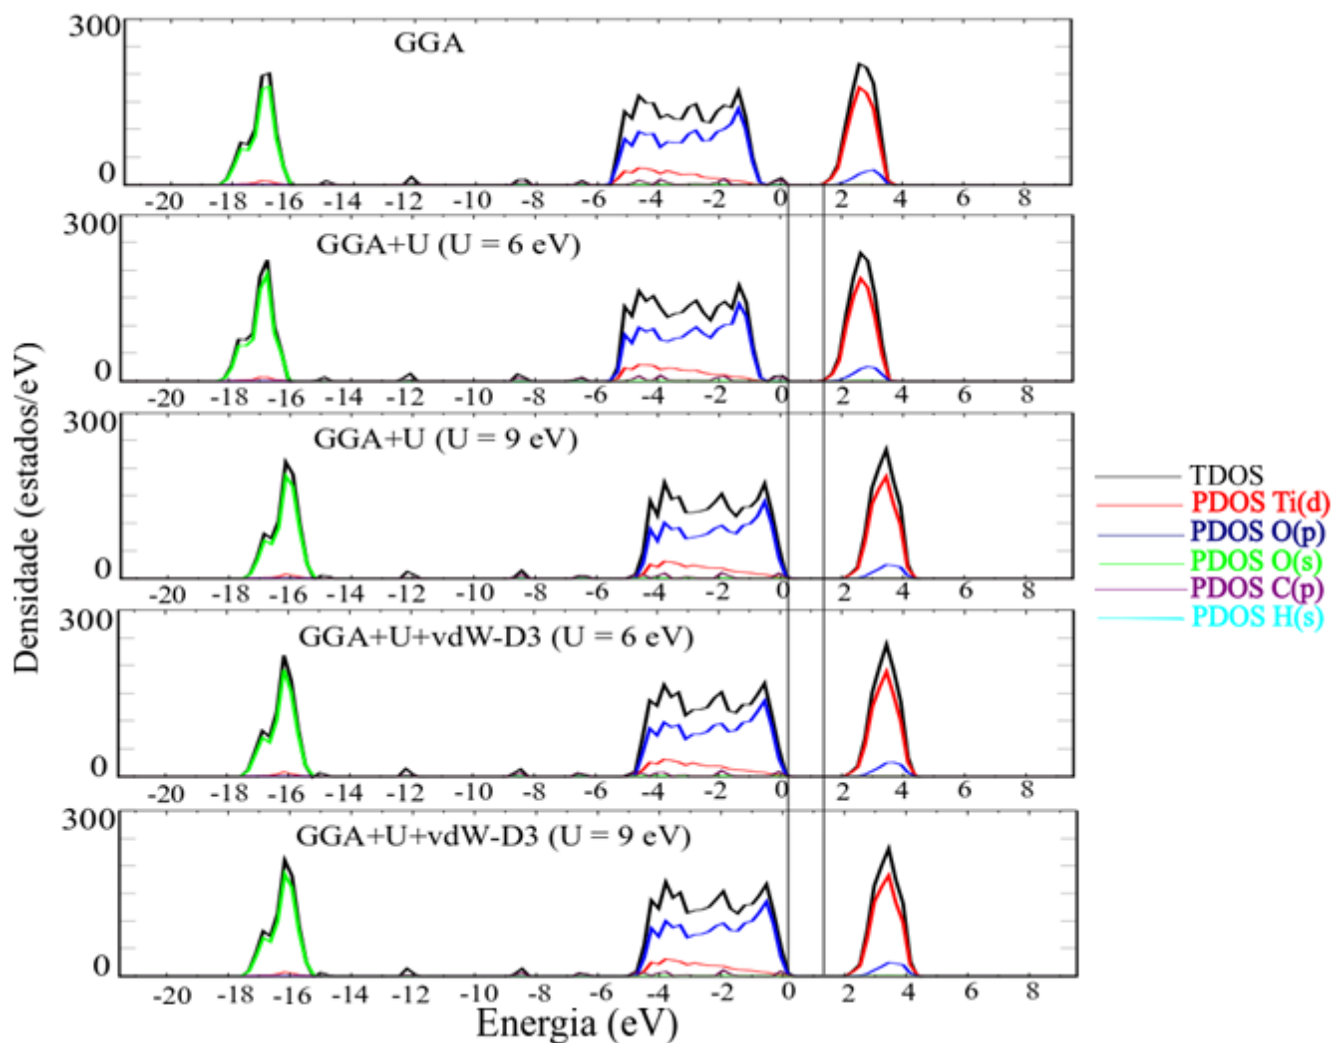 300
GGA
0
-20 -18 -16 -14 -12 -10 -8 -6 -4 -2 0 2 4 6 8
300
GGA+U (U = 6 eV)
0
-20 -18 -16 -14 -12 -10 -8 -6 -4 -2 0 2 4 6 8
300
GGA+U (U = 9 eV)
0
-20 -18 -16 -14 -12 -10 -8 -6 -4 -2 0 2 4 6 8
300
GGA+U+vdW-D3 (U = 6 eV)
0
-20 -18 -16 -14 -12 -10 -8 -6 -4 -2 0 2 4 6 8
300
GGA+U+vdW-D3 (U = 9 eV)
0
-20 -18 -16 -14 -12 -10 -8 -6 -4 -2 0 2 4 6 8
Energia (eV)
Densidade (estados/eV)
TDOS
PDOS Ti(d)
PDOS O(p)
PDOS O(s)
PDOS C(p)
PDOS H(s)